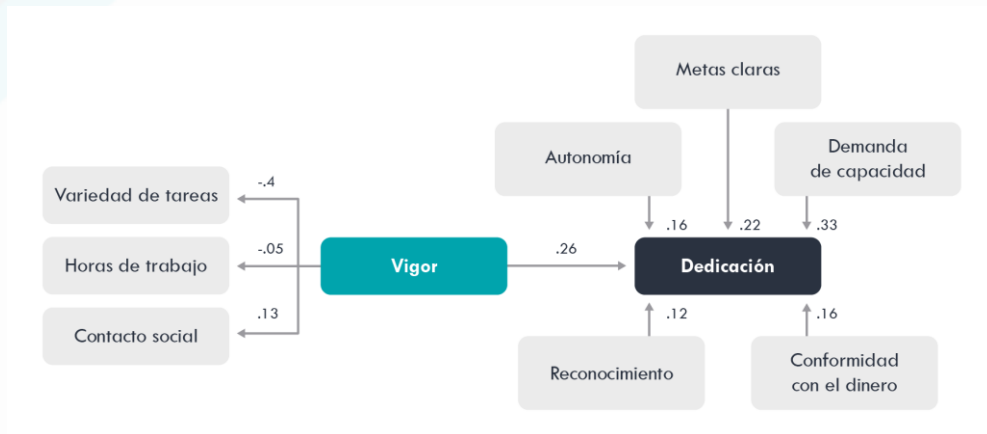 Metas claras
Autonomía
Demanda
de capacidad
Variedad de tareas
-.4
.16
.22
.33
Horas de trabajo
-.05
Vigor
.26
Dedicación
Contacto social
.13
.12
.16
Reconocimiento
Conformidad
con el dinero